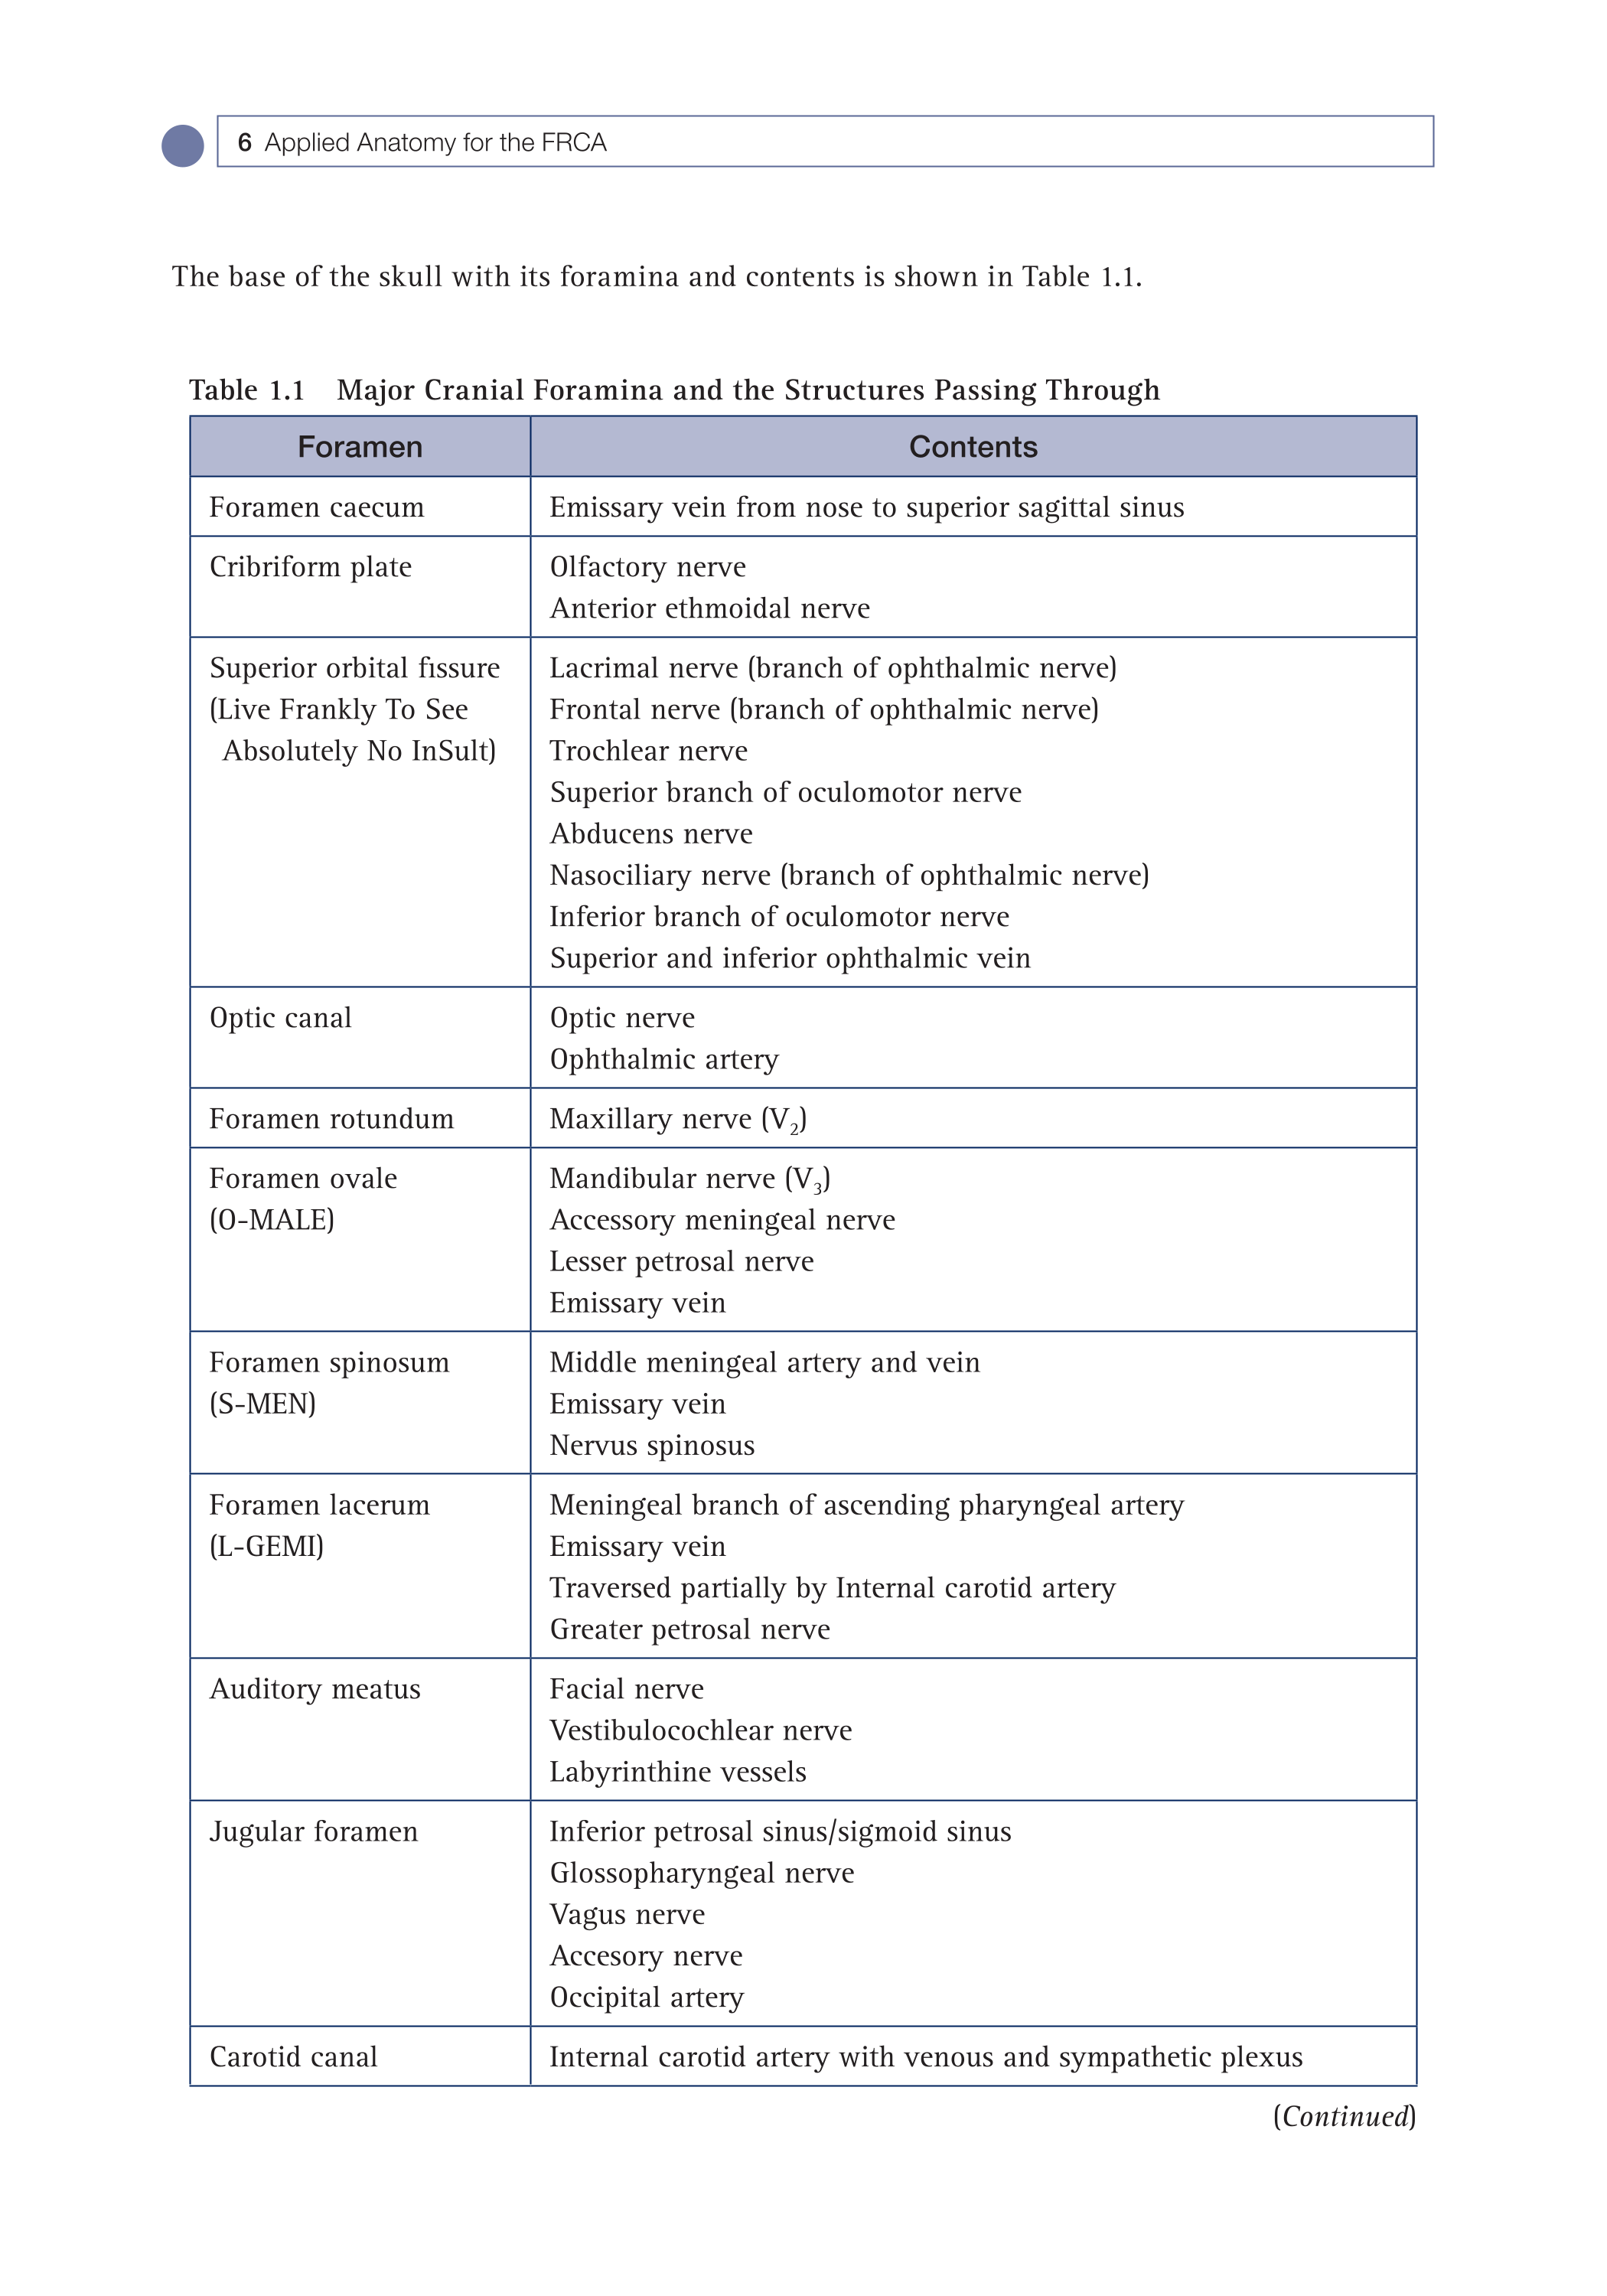 6 Applied Anatomy for the FRCA
The base of the skull with its foramina and contents is shown in Table 1.1.
Table 1.1 Major Cranial Foramina and the Structures Passing Through
Foramen Contents
Foramen caecum Emissary vein from nose to superior sagittal sinus
Cribriform plate Olfactory nerve
Anterior ethmoidal nerve
Superior orbital fissure Lacrimal nerve (branch of ophthalmic nerve)
(Live Frankly To See Frontal nerve (branch of ophthalmic nerve)
Absolutely No InSult) Trochlear nerve
Superior branch of oculomotor nerve
Abducens nerve
Nasociliary nerve (branch of ophthalmic nerve)
Inferior branch of oculomotor nerve
Superior and inferior ophthalmic vein
Optic canal Optic nerve
Ophthalmic artery
Foramen rotundum Maxillary nerve (V₂)
Foramen ovale Mandibular nerve (V₃)
(O-MALE) Accessory meningeal nerve
Lesser petrosal nerve
Emissary vein
Foramen spinosum Middle meningeal artery and vein
(S-MEN) Emissary vein
Nervus spinosus
Foramen lacerum Meningeal branch of ascending pharyngeal artery
(L-GEMI) Emissary vein
Traversed partially by Internal carotid artery
Greater petrosal nerve
Auditory meatus Facial nerve
Vestibulocochlear nerve
Labyrinthine vessels
Jugular foramen Inferior petrosal sinus/sigmoid sinus
Glossopharyngeal nerve
Vagus nerve
Accesory nerve
Occipital artery
Carotid canal Internal carotid artery with venous and sympathetic plexus
(Continued)